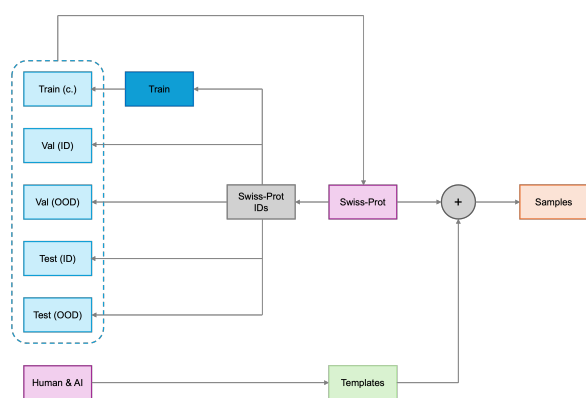 Train (c.)
Train
Val (ID)
Val (OOD)
Swiss-Prot
IDs
Swiss-Prot
+
Samples
Test (ID)
Test (OOD)
Human & AI
Templates